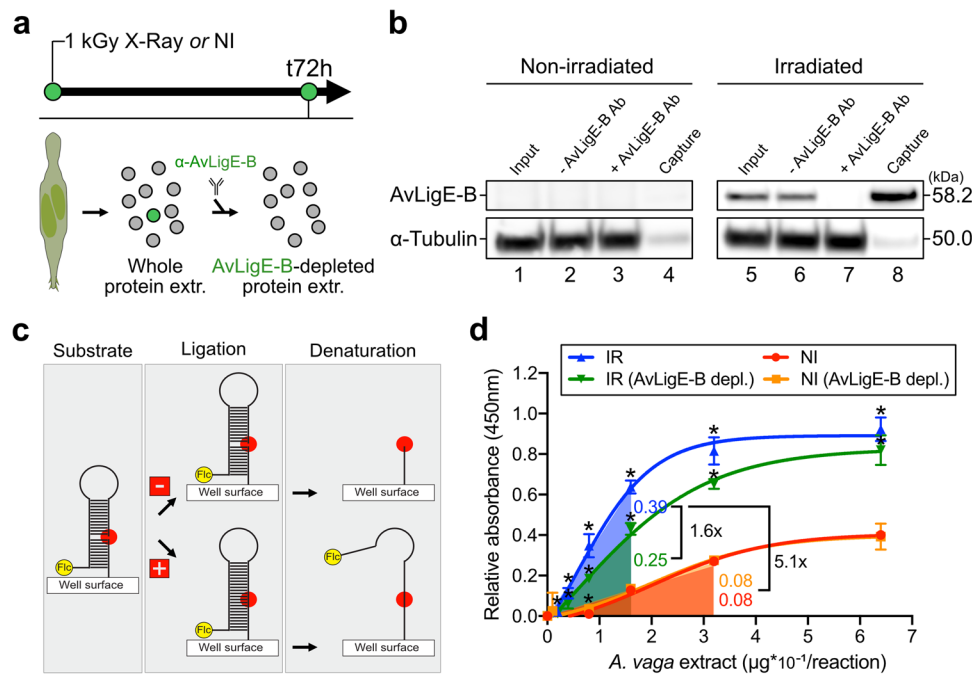 a
1 kGy X-Ray or NI
t72h
α-AvLigE-B
Whole
protein extr.
AvLigE-B-depleted
protein extr.
b
Non-irradiated
Irradiated
Input
- AvLigE-B Ab
+ AvLigE-B Ab
Capture
Input
- AvLigE-B Ab
+ AvLigE-B Ab
Capture
(kDa)
AvLigE-B
58.2
α-Tubulin
50.0
1 2 3 4 5 6 7 8
c
Substrate
Ligation
Denaturation
Flc
Well surface
-
Flc
Well surface
Well surface
+
Flc
Well surface
Flc
Well surface
d
IR
NI
IR (AvLigE-B depl.)
NI (AvLigE-B depl.)
Relative absorbance (450nm)
1.2
1.0
0.8
0.6
0.4
0.2
0.0
* * * * * * * * * * *
0.39
0.25
1.6x
5.1x
0.08
0.08
0 1 2 3 4 5 6 7
A. vaga extract (µg*10⁻¹/reaction)